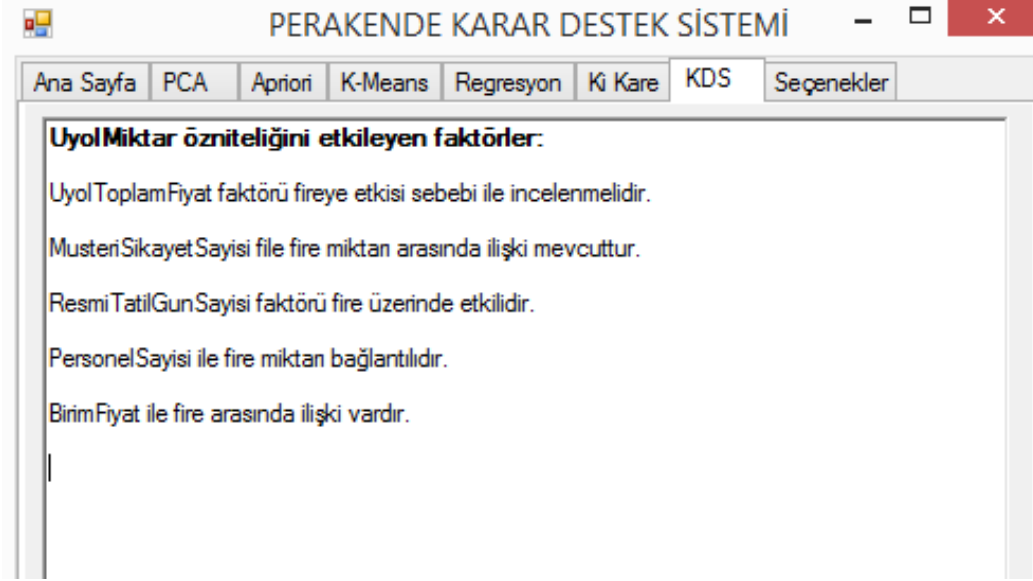 PERAKENDE KARAR DESTEK SİSTEMİ
Ana Sayfa PCA Apriori K-Means Regresyon Ki Kare KDS Seçenekler
UyolMiktar özniteliğini etkileyen faktörler:
UyolToplamFiyat faktörü fireye etkisi sebebi ile incelenmelidir.
MusteriSikayetSayisi file fire miktarı arasında ilişki mevcuttur.
ResmiTatilGunSayisi faktörü fire üzerinde etkilidir.
PersonelSayisi ile fire miktarı bağlantılıdır.
BirimFiyat ile fire arasında ilişki vardır.